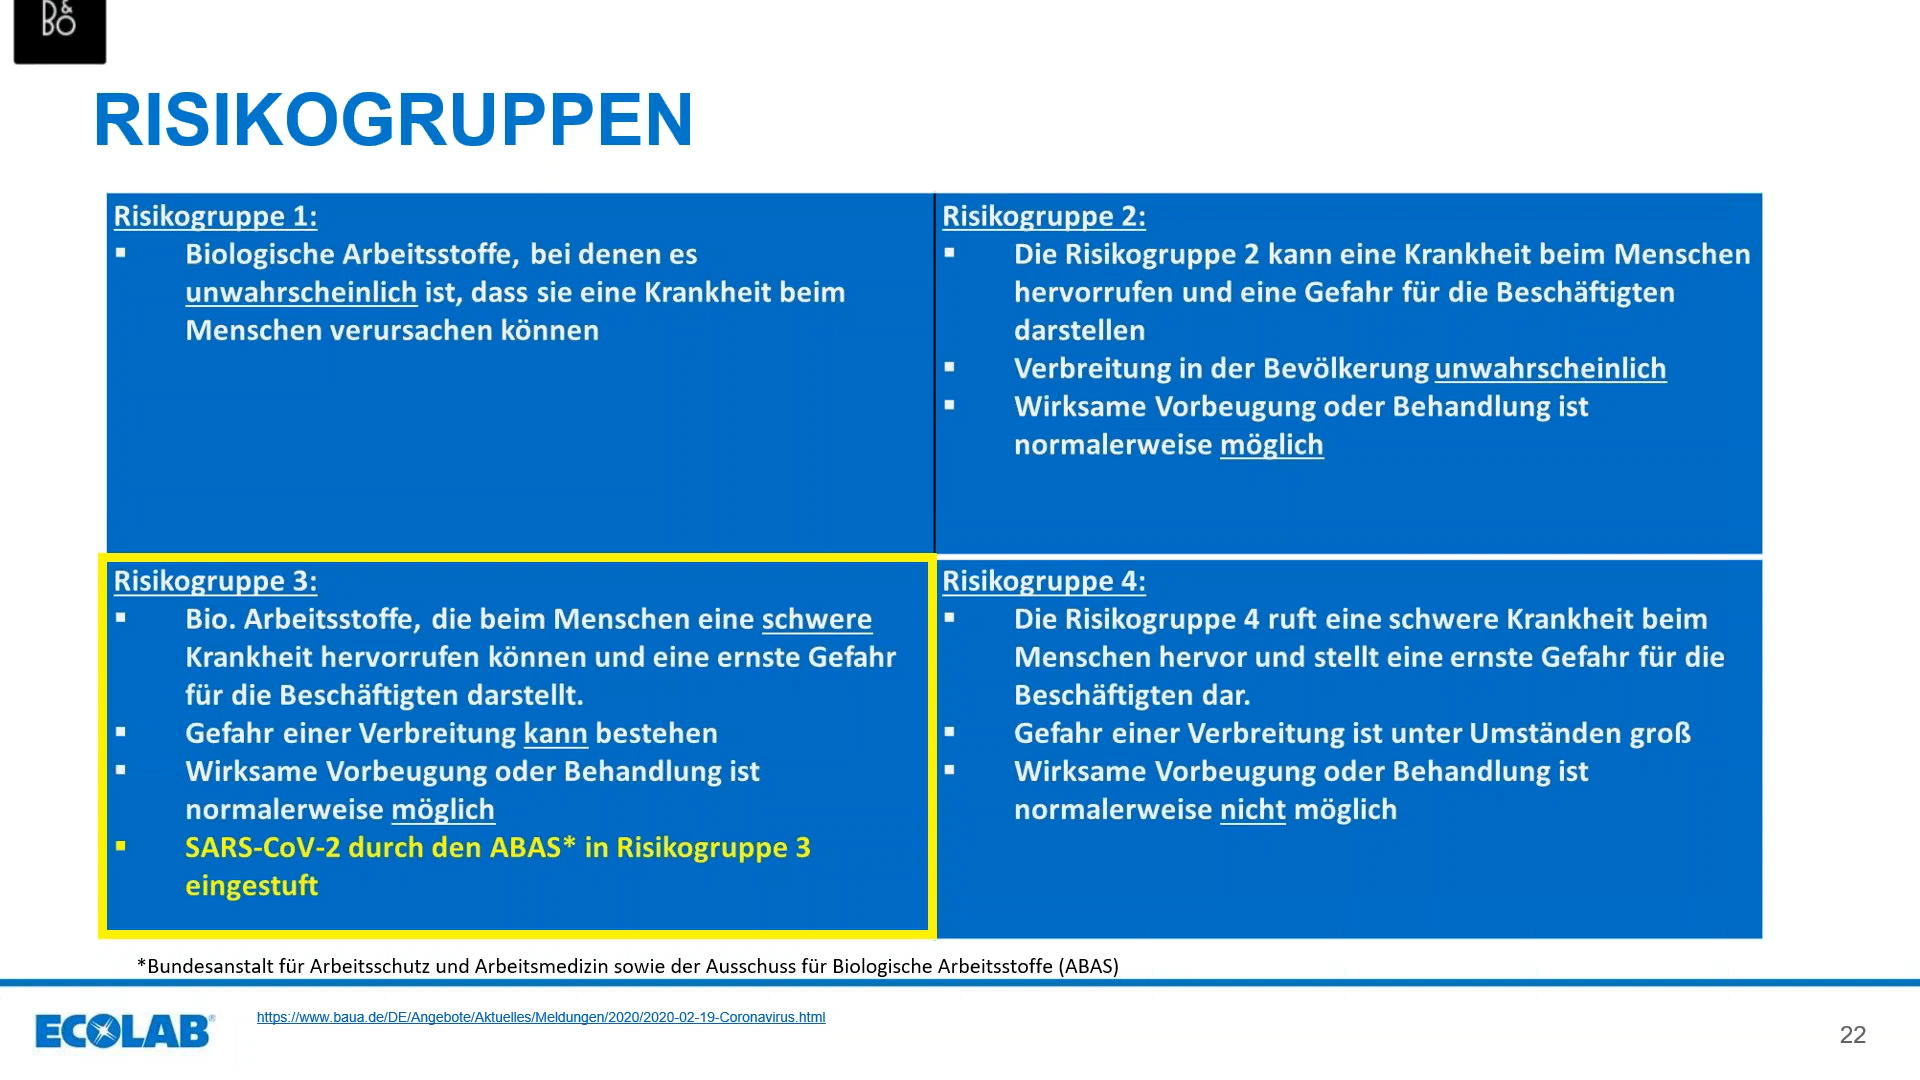 B&O
RISIKOGRUPPEN
Risikogruppe 1:
▪ Biologische Arbeitsstoffe, bei denen es
unwahrscheinlich ist, dass sie eine Krankheit beim
Menschen verursachen können
Risikogruppe 2:
▪ Die Risikogruppe 2 kann eine Krankheit beim Menschen
hervorrufen und eine Gefahr für die Beschäftigten
darstellen
▪ Verbreitung in der Bevölkerung unwahrscheinlich
▪ Wirksame Vorbeugung oder Behandlung ist
normalerweise möglich
Risikogruppe 3:
▪ Bio. Arbeitsstoffe, die beim Menschen eine schwere
Krankheit hervorrufen können und eine ernste Gefahr
für die Beschäftigten darstellt.
▪ Gefahr einer Verbreitung kann bestehen
▪ Wirksame Vorbeugung oder Behandlung ist
normalerweise möglich
▪ SARS-CoV-2 durch den ABAS* in Risikogruppe 3
eingestuft
Risikogruppe 4:
▪ Die Risikogruppe 4 ruft eine schwere Krankheit beim
Menschen hervor und stellt eine ernste Gefahr für die
Beschäftigten dar.
▪ Gefahr einer Verbreitung ist unter Umständen groß
▪ Wirksame Vorbeugung oder Behandlung ist
normalerweise nicht möglich
*Bundesanstalt für Arbeitsschutz und Arbeitsmedizin sowie der Ausschuss für Biologische Arbeitsstoffe (ABAS)
ECOLAB®
https://www.baua.de/DE/Angebote/Aktuelles/Meldungen/2020/2020-02-19-Coronavirus.html
22